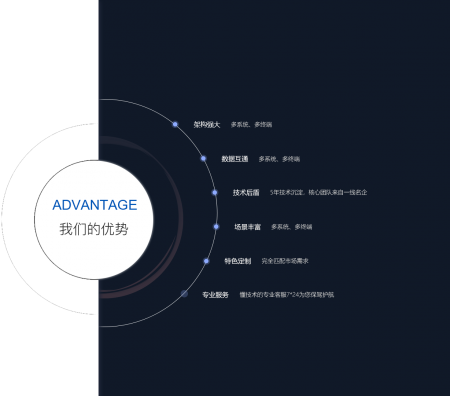 架构强大 多系统、多终端
数据互通 多系统、多终端
ADVANTAGE
技术后盾 5年技术沉淀，核心团队来自一线名企
我们的优势
场景丰富 多系统、多终端
特色定制 完全匹配市场需求
专业服务 懂技术的专业客服7*24为您保驾护航